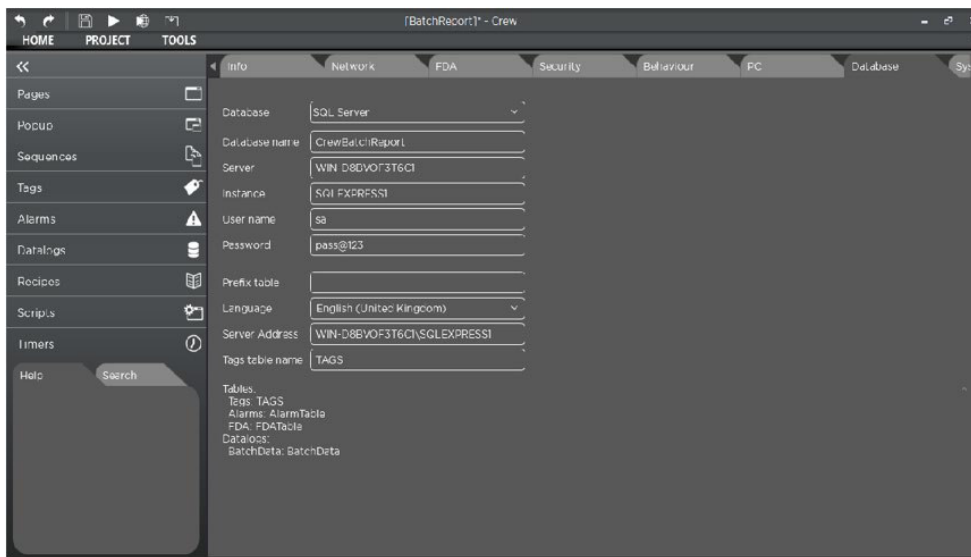 [BatchReport]* - Crew
HOME PROJECT TOOLS
Info Network FDA Security Behaviour PC Database Sys
Pages
Popup
Sequences
Tags
Alarms
Datalogs
Recipes
Scripts
Timers
Help Search
Database SQL Server
Database name CrewBatchReport
Server WIN-D8BVOF3T6C1
Instance SQLEXPRESS1
User name sa
Password pass@123
Prefix table
Language English (United Kingdom)
Server Address WIN-D8BVOF3T6C1\SQLEXPRESS1
Tags table name TAGS
Tables:
Tags: TAGS
Alarms: AlarmTable
FDA: FDATable
Datalogs:
BatchData: BatchData